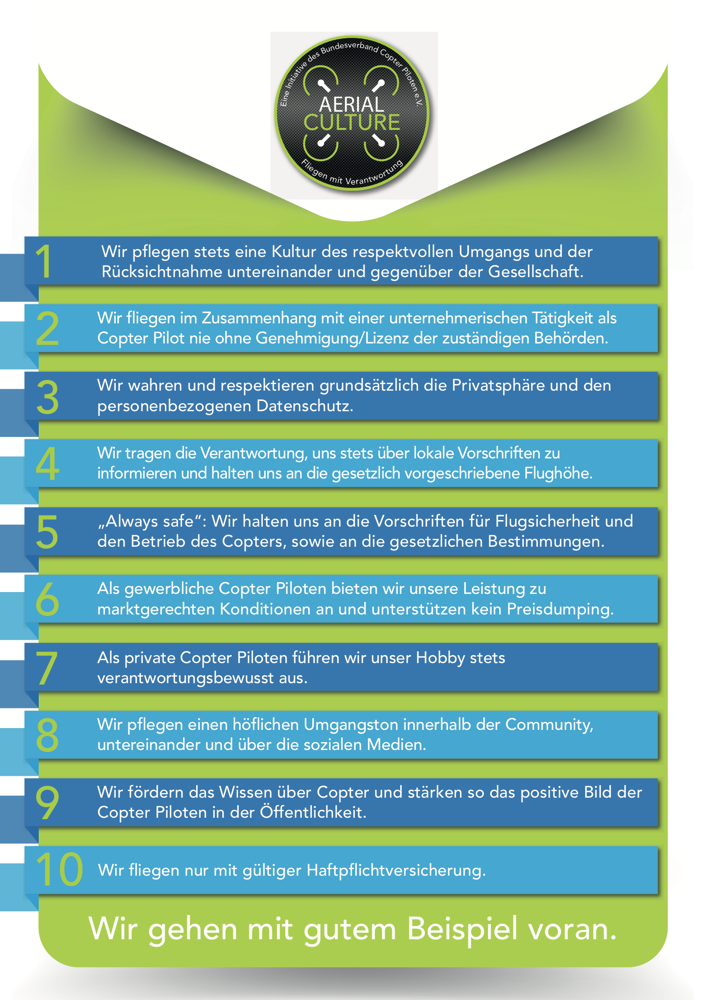 Eine Initiative des Bundesverband Copter Piloten e.V.
AERIAL
CULTURE
Fliegen mit Verantwortung
1
Wir pflegen stets eine Kultur des respektvollen Umgangs und der
Rücksichtnahme untereinander und gegenüber der Gesellschaft.
2
Wir fliegen im Zusammenhang mit einer unternehmerischen Tätigkeit als
Copter Pilot nie ohne Genehmigung/Lizenz der zuständigen Behörden.
3
Wir wahren und respektieren grundsätzlich die Privatsphäre und den
personenbezogenen Datenschutz.
4
Wir tragen die Verantwortung, uns stets über lokale Vorschriften zu
informieren und halten uns an die gesetzlich vorgeschriebene Flughöhe.
5
„Always safe“: Wir halten uns an die Vorschriften für Flugsicherheit und
den Betrieb des Copters, sowie an die gesetzlichen Bestimmungen.
6
Als gewerbliche Copter Piloten bieten wir unsere Leistung zu
marktgerechten Konditionen an und unterstützen kein Preisdumping.
7
Als private Copter Piloten führen wir unser Hobby stets
verantwortungsbewusst aus.
8
Wir pflegen einen höflichen Umgangston innerhalb der Community,
untereinander und über die sozialen Medien.
9
Wir fördern das Wissen über Copter und stärken so das positive Bild der
Copter Piloten in der Öffentlichkeit.
10
Wir fliegen nur mit gültiger Haftpflichtversicherung.
Wir gehen mit gutem Beispiel voran.